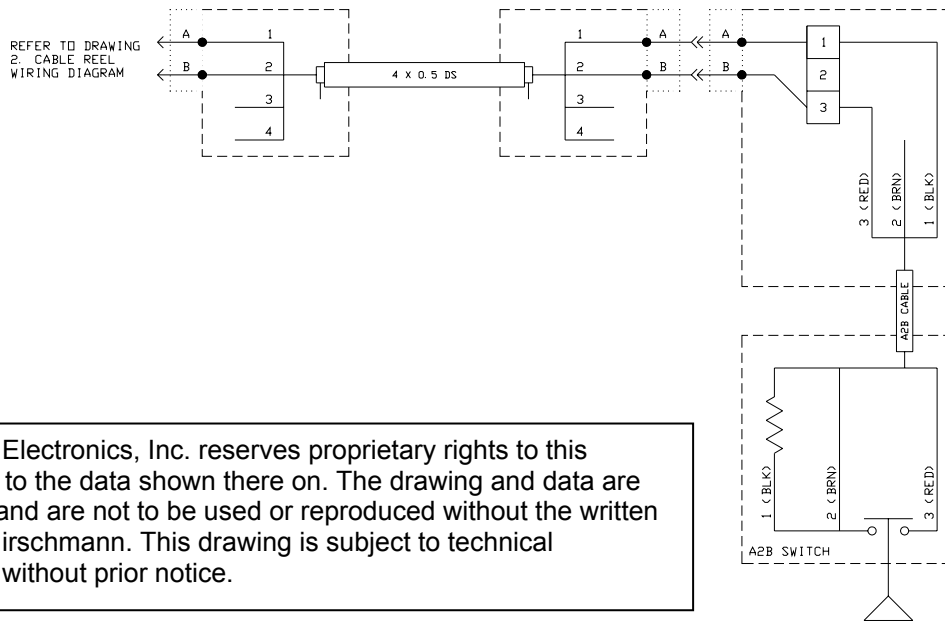 REFER TO DRAWING
2. CABLE REEL
WIRING DIAGRAM
A
B
1
2
3
4
4 X 0.5 DS
1
2
3
4
A
B
A
B
1
2
3
3 (RED)
2 (BRN)
1 (BLK)
A2B CABLE
1 (BLK)
2 (BRN)
3 (RED)
A2B SWITCH
Electronics, Inc. reserves proprietary rights to this
to the data shown there on. The drawing and data are
and are not to be used or reproduced without the written
irschmann. This drawing is subject to technical
without prior notice.